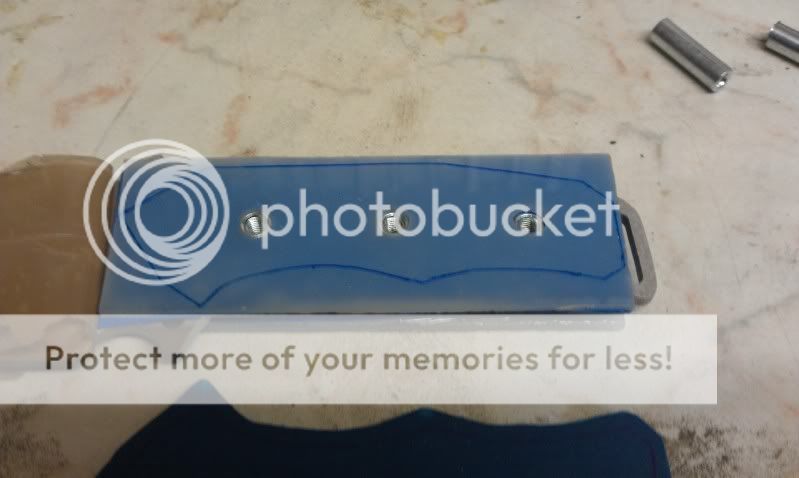 photobucket
Protect more of your memories for less!